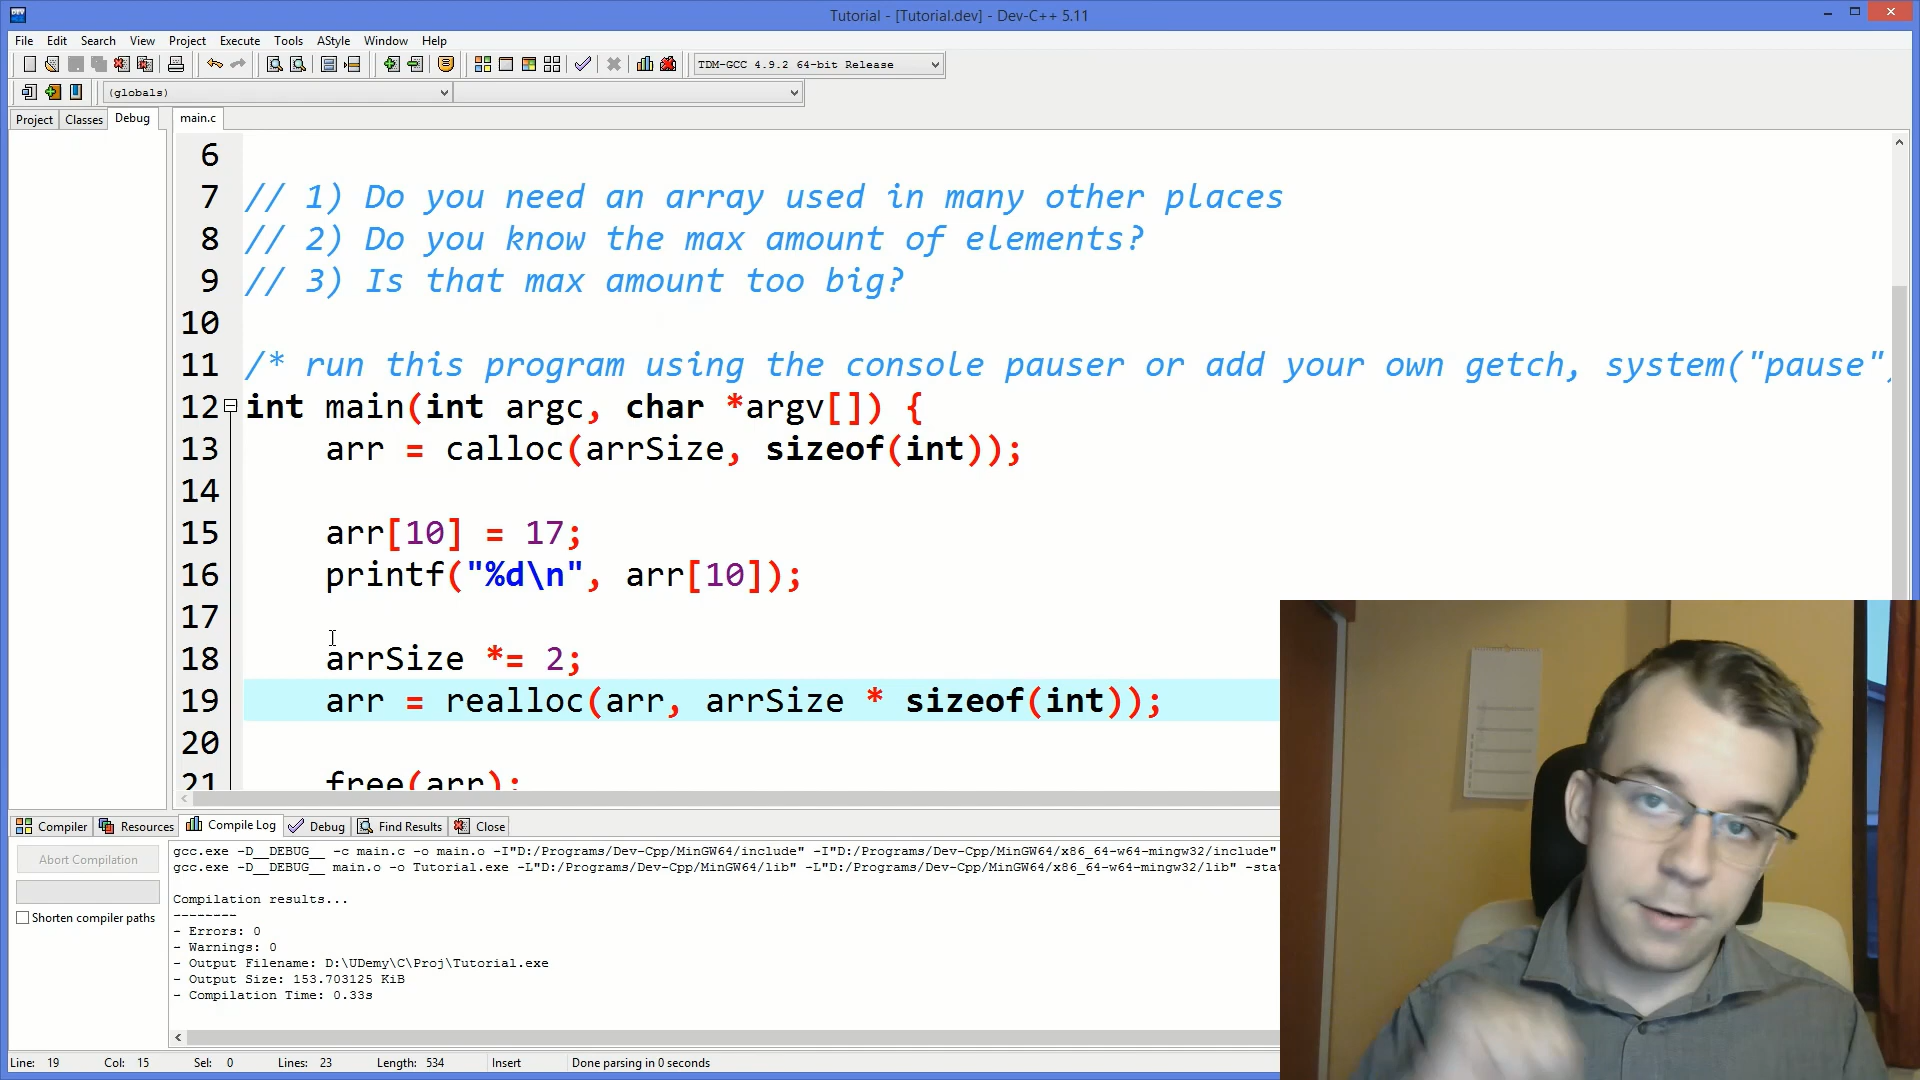 Tutorial - [Tutorial.dev] - Dev-C++ 5.11
File Edit Search View Project Execute Tools AStyle Window Help
TDM-GCC 4.9.2 64-bit Release
(globals)
Project Classes Debug main.c
6
7 // 1) Do you need an array used in many other places
8 // 2) Do you know the max amount of elements?
9 // 3) Is that max amount too big?
10
11 /* run this program using the console pauser or add your own getch, system("pause")
12 int main(int argc, char *argv[]) {
13 arr = calloc(arrSize, sizeof(int));
14
15 arr[10] = 17;
16 printf("%d\n", arr[10]);
17
18 arrSize *= 2;
19 arr = realloc(arr, arrSize * sizeof(int));
20
21 free(arr);
Compiler Resources Compile Log Debug Find Results Close
Abort Compilation
Shorten compiler paths
gcc.exe -D__DEBUG__ -c main.c -o main.o -I"D:/Programs/Dev-Cpp/MinGW64/include" -I"D:/Programs/Dev-Cpp/MinGW64/x86_64-w64-mingw32/include"
gcc.exe -D__DEBUG__ main.o -o Tutorial.exe -L"D:/Programs/Dev-Cpp/MinGW64/lib" -L"D:/Programs/Dev-Cpp/MinGW64/x86_64-w64-mingw32/lib" -stat
Compilation results...
--------
- Errors: 0
- Warnings: 0
- Output Filename: D:\UDemy\C\Proj\Tutorial.exe
- Output Size: 153.703125 KiB
- Compilation Time: 0.33s
Line: 19 Col: 15 Sel: 0 Lines: 23 Length: 534 Insert Done parsing in 0 seconds